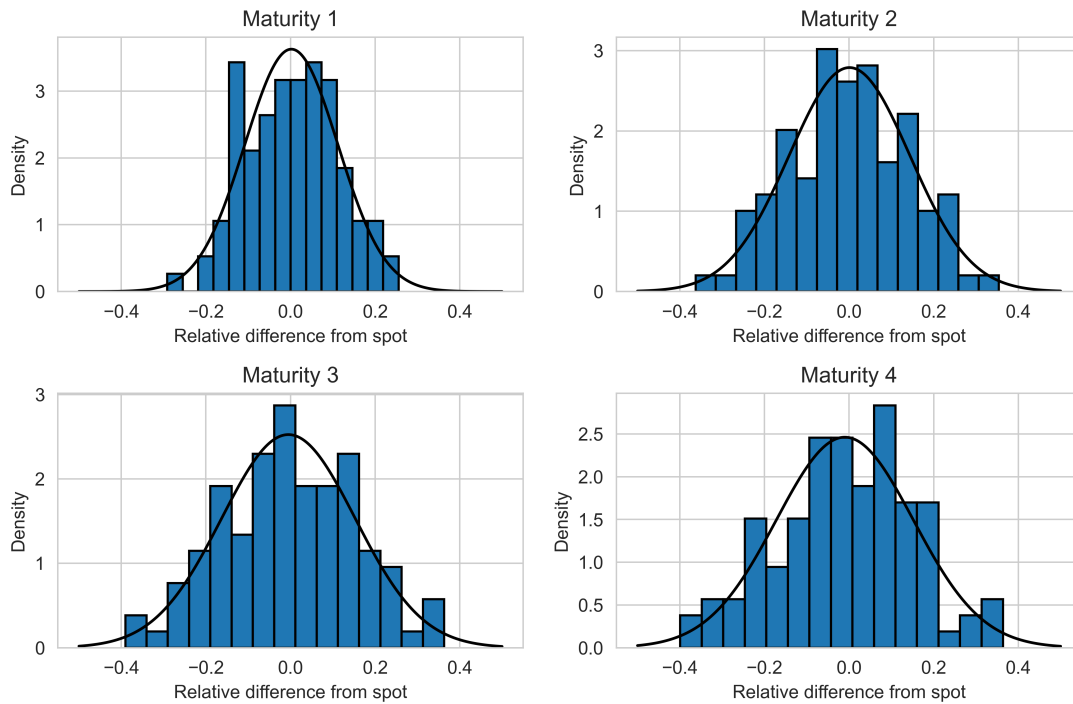 Maturity 1
Density
3
2
1
0
−0.4 −0.2 0.0 0.2 0.4
Relative difference from spot
Maturity 2
Density
3
2
1
0
−0.4 −0.2 0.0 0.2 0.4
Relative difference from spot
Maturity 3
Density
3
2
1
0
−0.4 −0.2 0.0 0.2 0.4
Relative difference from spot
Maturity 4
Density
2.5
2.0
1.5
1.0
0.5
0.0
−0.4 −0.2 0.0 0.2 0.4
Relative difference from spot